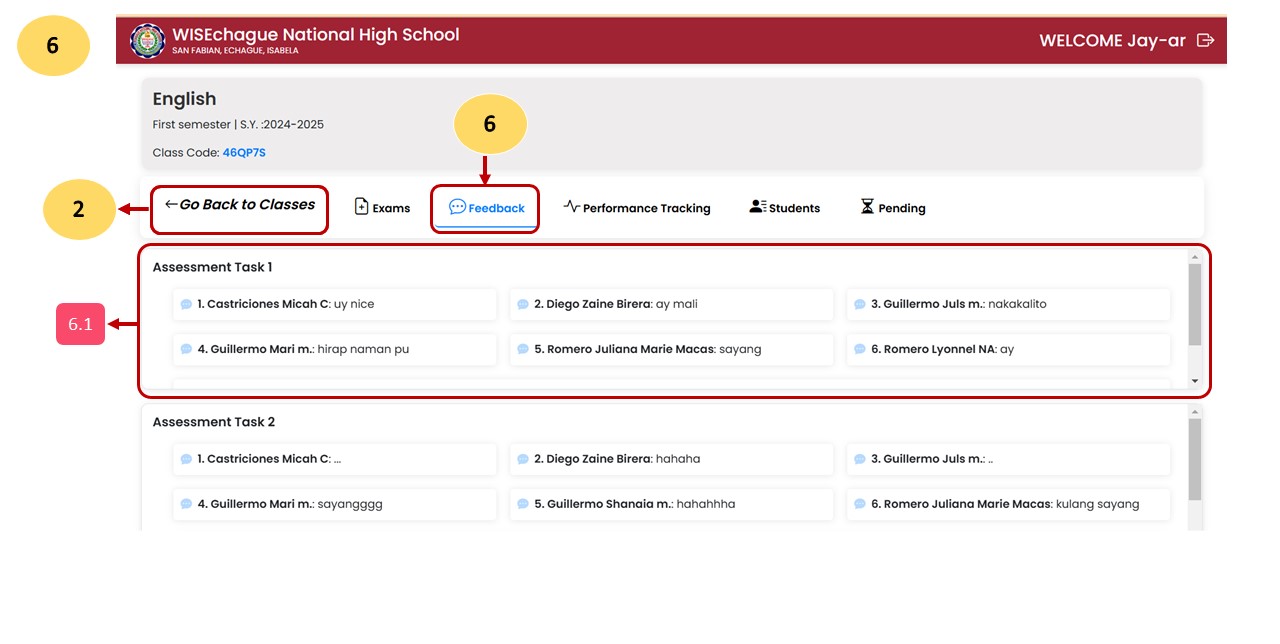 6
WISEchague National High School
SAN FABIAN, ECHAGUE, ISABELA
WELCOME Jay-ar
English
First semester | S.Y. :2024-2025
Class Code: 46QP7S
6
2
←Go Back to Classes
Exams
Feedback
Performance Tracking
Students
Pending
Assessment Task 1
1. Castriciones Micah C: uy nice
2. Diego Zaine Birera: ay mali
3. Guillermo Juls m.: nakakalito
6.1
4. Guillermo Mari m.: hirap naman pu
5. Romero Juliana Marie Macas: sayang
6. Romero Lyonnel NA: ay
Assessment Task 2
1. Castriciones Micah C: ...
2. Diego Zaine Birera: hahaha
3. Guillermo Juls m.: ..
4. Guillermo Mari m.: sayangggg
5. Guillermo Shanaia m.: hahahhha
6. Romero Juliana Marie Macas: kulang sayang